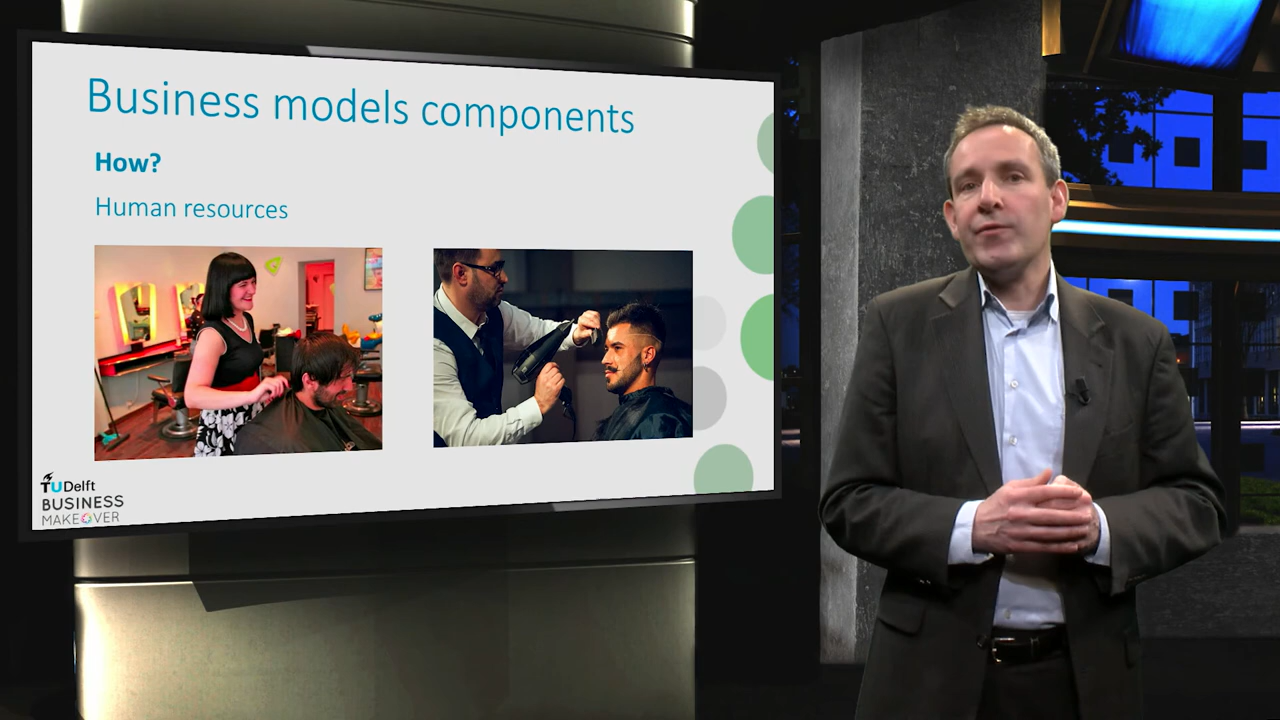 Business models components
How?
Human resources
TUDelft
BUSINESS
MAKEOVER